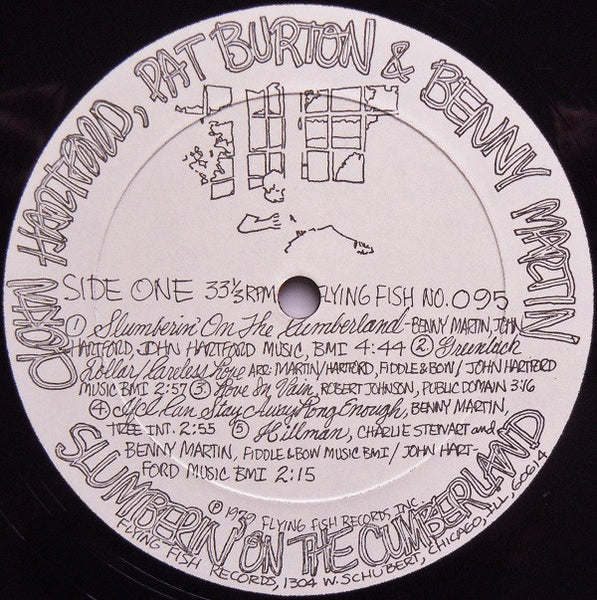 JOHN HARTFORD, PAT BURTON & BENNY MARTIN
SIDE ONE 33⅓ RPM FLYING FISH NO. 095
① Slumberin' On The Cumberland - BENNY MARTIN, JOHN
HARTFORD, JOHN HARTFORD MUSIC, BMI 4:44 ② Greenback
Dollar/Kareless Love ARR. MARTIN/HARTFORD, FIDDLE & BOW/ JOHN HARTFORD
MUSIC BMI 2:57 ③ Love In Vain, ROBERT JOHNSON, PUBLIC DOMAIN 3:16
④ If I Can Stay Away Long Enough, BENNY MARTIN,
TREE INT. 2:55 ⑤ Hillman, CHARLIE STEWART and
BENNY MARTIN, FIDDLE & BOW MUSIC BMI / JOHN HART-
FORD MUSIC BMI 2:15
Ⓟ 1979 FLYING FISH RECORDS, INC.
SLUMBERIN' ON THE CUMBERLAND
FLYING FISH RECORDS, 1304 W. SCHUBERT, CHICAGO, ILL, 60614